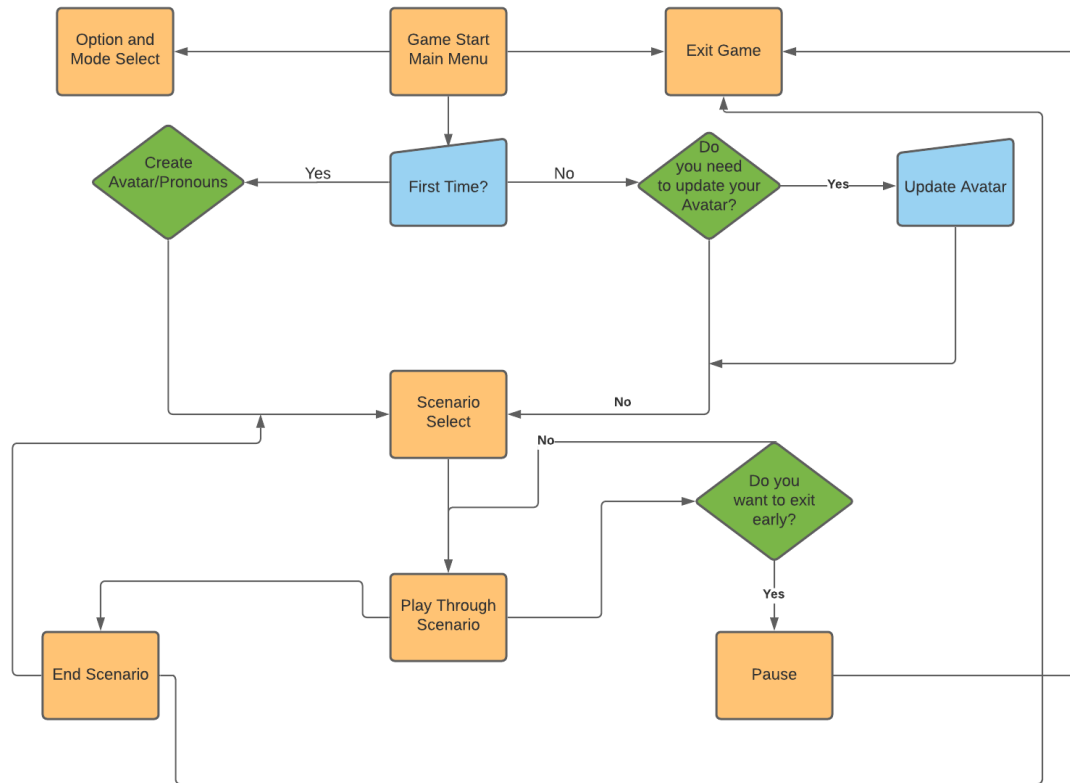 Option and
Mode Select
Game Start
Main Menu
Exit Game
Create
Avatar/Pronouns
Yes
First Time?
No
Do
you need
to update your
Avatar?
Yes
Update Avatar
Scenario
Select
No
No
Do you
want to exit
early?
Yes
Play Through
Scenario
End Scenario
Pause